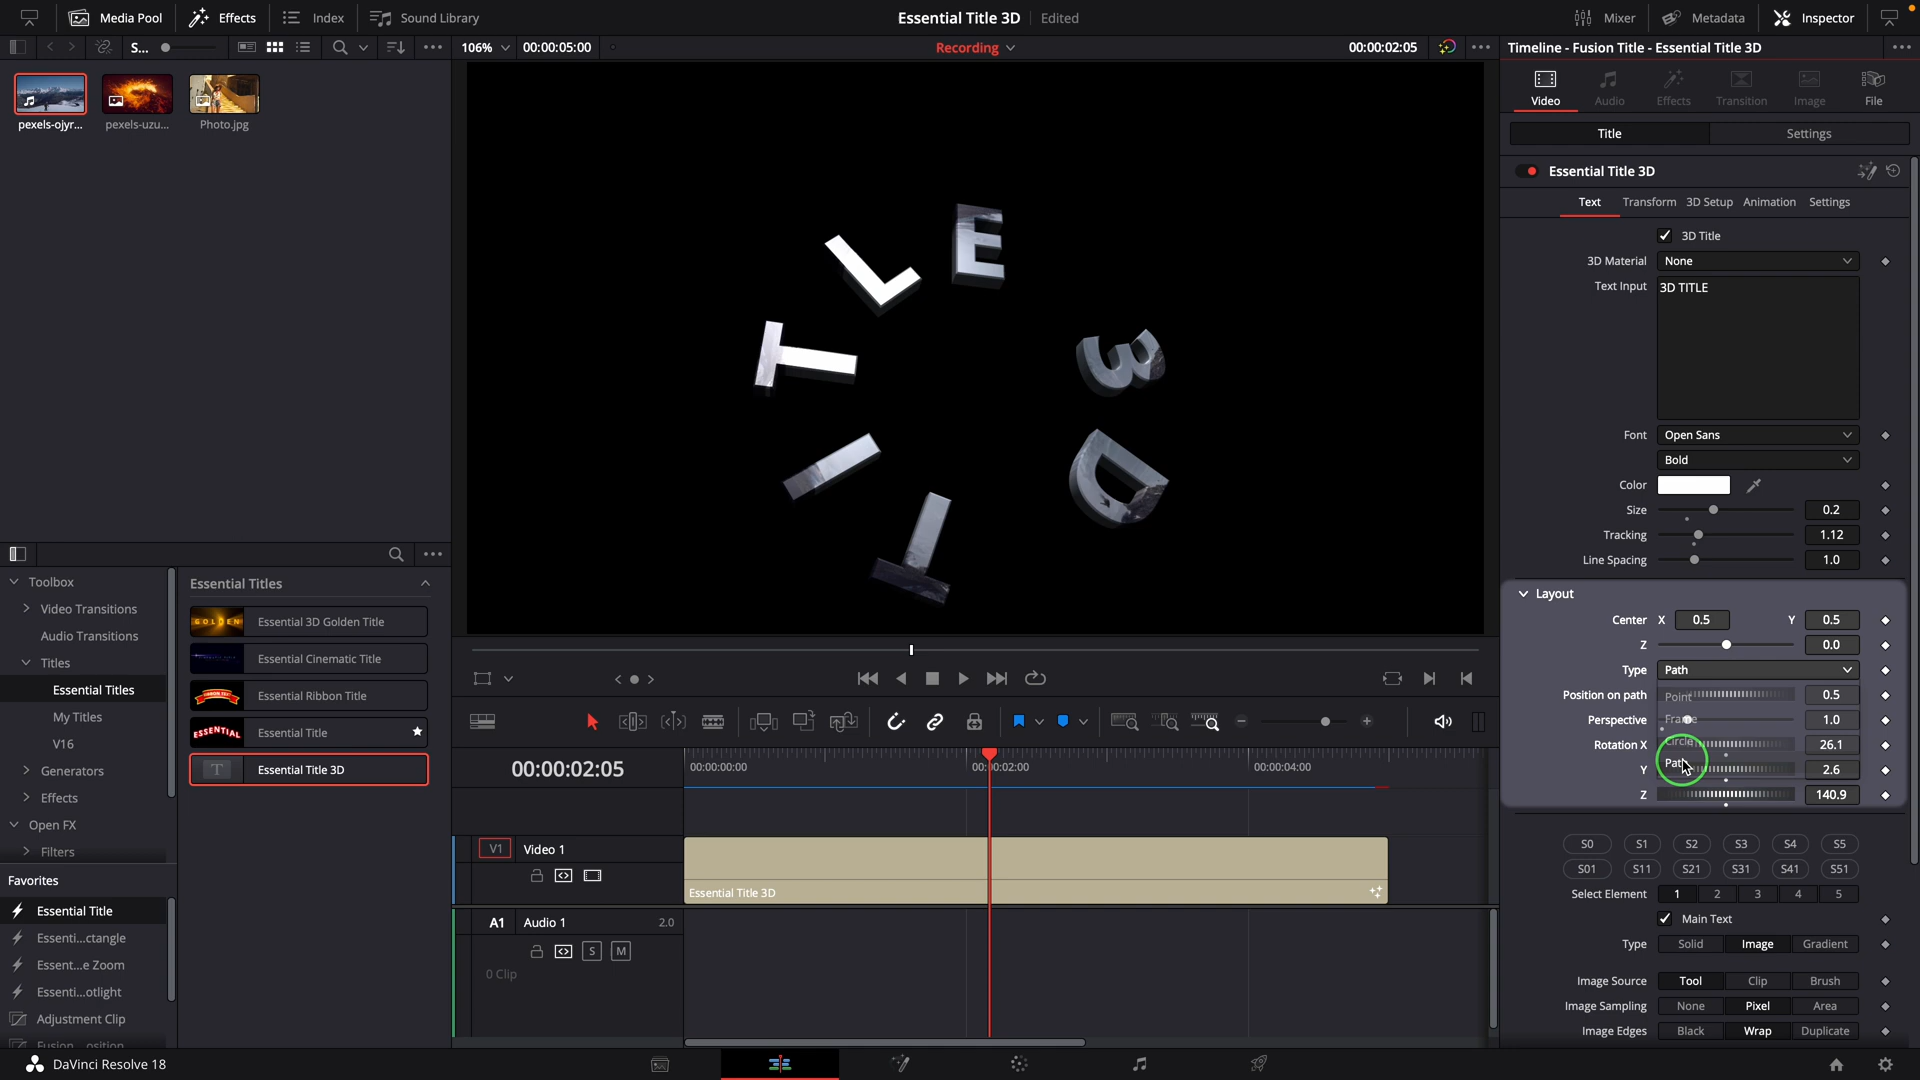 Media Pool
Effects
Index
Sound Library
Essential Title 3D
Edited
Mixer
Metadata
Inspector
S...
106%
00:00:05:00
Recording
00:00:02:05
Timeline - Fusion Title - Essential Title 3D
Video
Audio
Effects
Transition
Image
File
pexels-ojyr...
pexels-uzu...
Photo.jpg
Title
Settings
Essential Title 3D
Text
Transform
3D Setup
Animation
Settings
3D Title
3D Material
None
Text Input
3D TITLE
3D TITLE
Font
Open Sans
Bold
Color
Size
0.2
Tracking
1.12
Line Spacing
1.0
Layout
Center X
0.5
Y
0.5
Z
0.0
Type
Path
Position on path
Point
0.5
Perspective
Frame
1.0
Rotation X
Circle
26.1
Path
Y
2.6
Z
140.9
Toolbox
Video Transitions
Audio Transitions
Titles
Essential Titles
My Titles
V16
Generators
Effects
Open FX
Filters
Favorites
Essential Title
Essenti...ctangle
Essent...e Zoom
Essenti...otlight
Adjustment Clip
Essential Titles
GOLDEN
Essential 3D Golden Title
Essential Cinematic Title
Essential Ribbon Title
ESSENTIAL
Essential Title
T
Essential Title 3D
00:00:02:05
00:00:00:00
00:00:02:00
00:00:04:00
V1
Video 1
Essential Title 3D
A1
Audio 1
2.0
S
M
0 Clip
S0
S1
S2
S3
S4
S5
S01
S11
S21
S31
S41
S51
Select Element
1
2
3
4
5
Main Text
Type
Solid
Image
Gradient
Image Source
Tool
Clip
Brush
Image Sampling
None
Pixel
Area
Image Edges
Black
Wrap
Duplicate
DaVinci Resolve 18